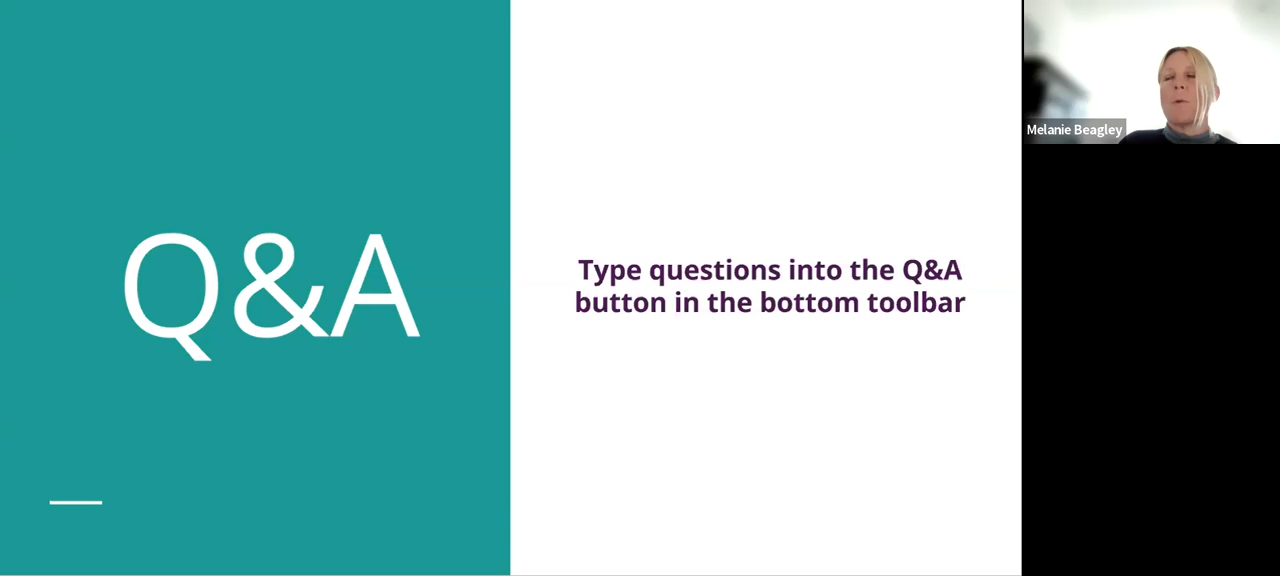 Q&A
Type questions into the Q&A
button in the bottom toolbar
Melanie Beagley